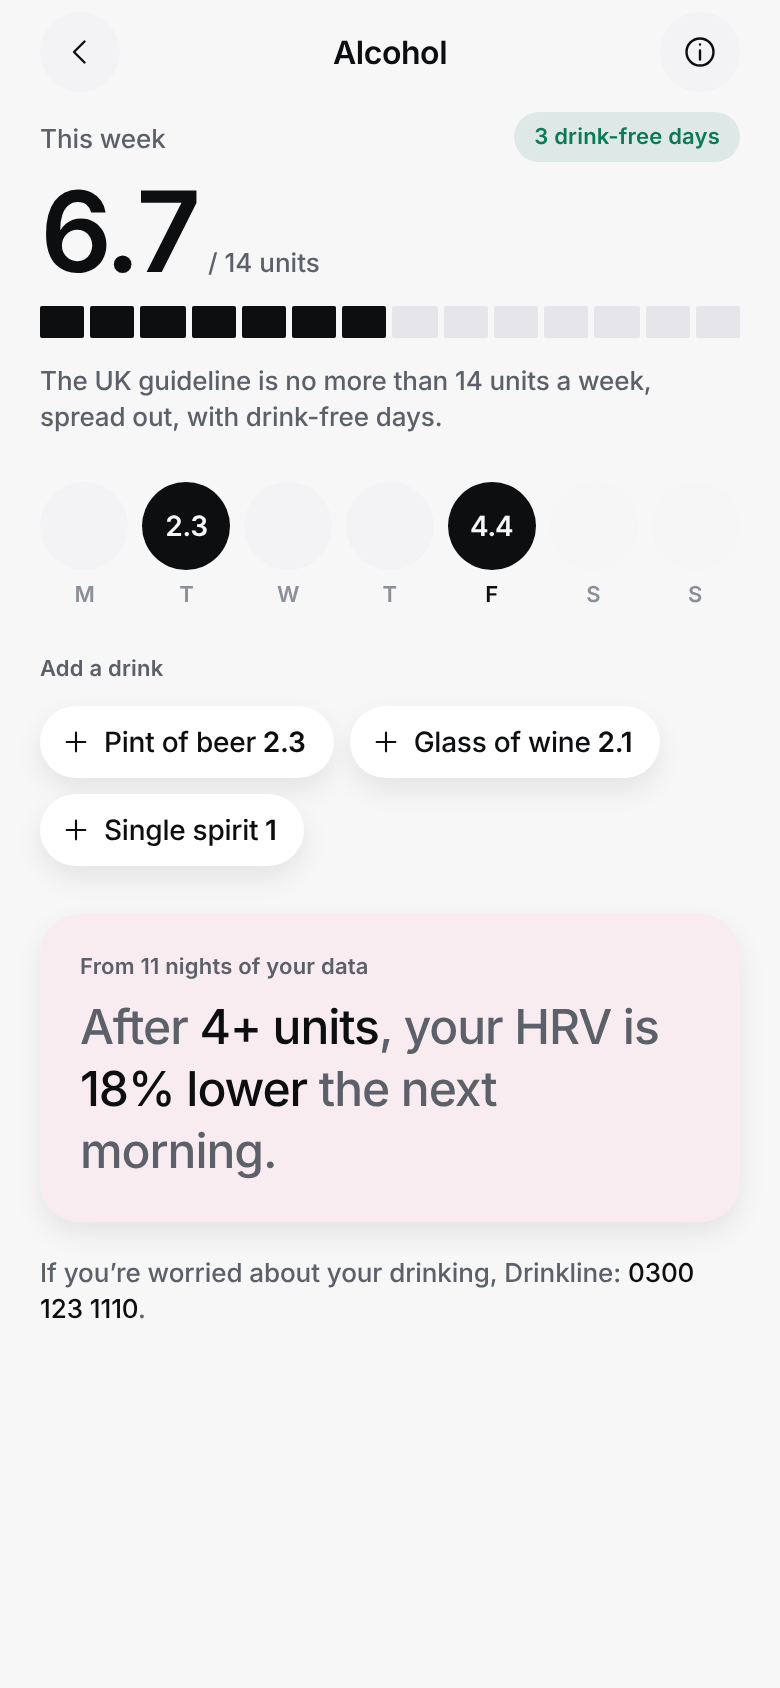 Alcohol
This week
3 drink-free days
6.7 / 14 units
The UK guideline is no more than 14 units a week,
spread out, with drink-free days.
2.3 4.4
M T W T F S S
Add a drink
Pint of beer 2.3
Glass of wine 2.1
Single spirit 1
From 11 nights of your data
After 4+ units, your HRV is
18% lower the next
morning.
If you’re worried about your drinking, Drinkline: 0300
123 1110.